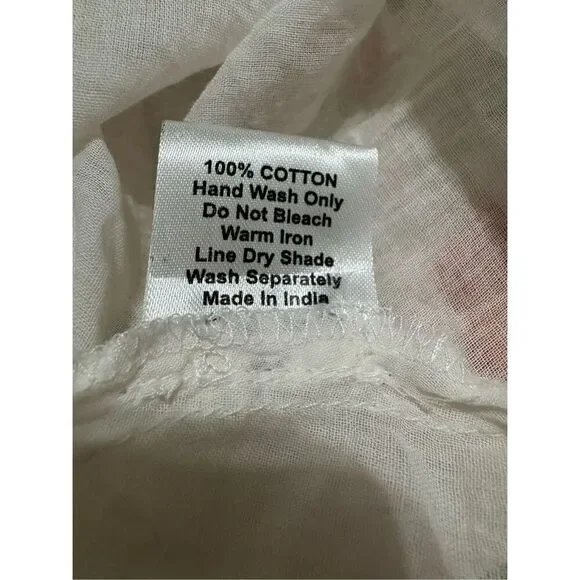 100% COTTON
Hand Wash Only
Do Not Bleach
Warm Iron
Line Dry Shade
Wash Separately
Made In India